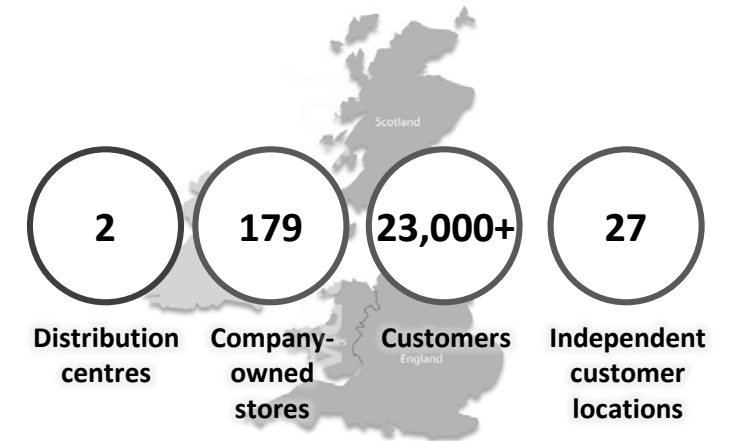 Scotland
2
179
23,000+
27
Distribution
centres
Company-
owned
stores
Customers
Independent
customer
locations
England